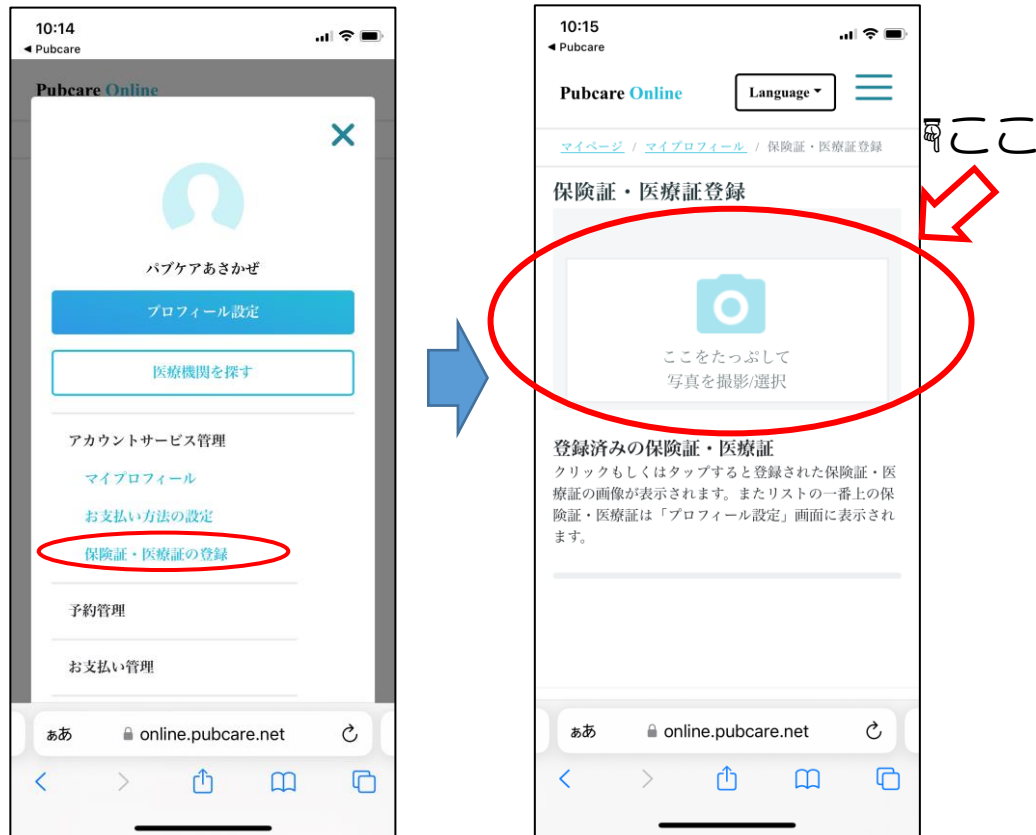 10:14
◀ Pubcare
Pubcare Online
パブケアあさかぜ
プロフィール設定
医療機関を探す
アカウントサービス管理
マイプロフィール
お支払い方法の設定
保険証・医療証の登録
予約管理
お支払い管理
ぁあ online.pubcare.net
10:15
◀ Pubcare
Pubcare Online Language
マイページ / マイプロフィール / 保険証・医療証登録
☟ここ
保険証・医療証登録
ここをたっぷして
写真を撮影/選択
登録済みの保険証・医療証
クリックもしくはタップすると登録された保険証・医
療証の画像が表示されます。またリストの一番上の保
険証・医療証は「プロフィール設定」画面に表示され
ます。
ぁあ online.pubcare.net